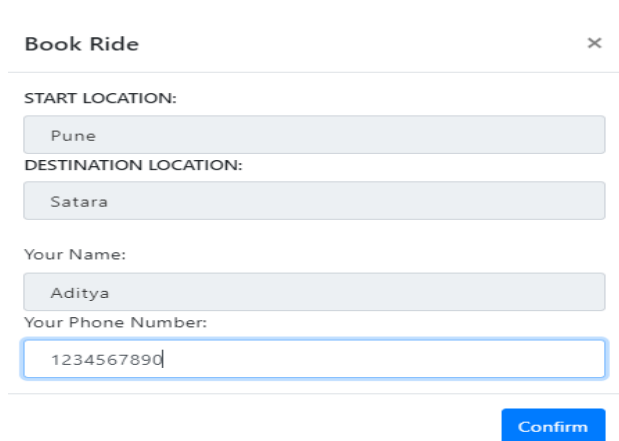 Book Ride ×
START LOCATION:
Pune
DESTINATION LOCATION:
Satara
Your Name:
Aditya
Your Phone Number:
1234567890
Confirm